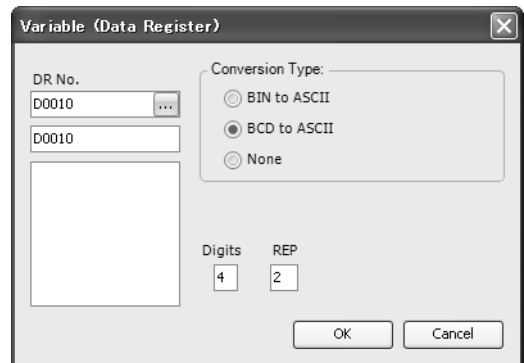 Variable (Data Register)
DR No.
D0010 ...
D0010
Conversion Type:
BIN to ASCII
BCD to ASCII
None
Digits REP
4 2
OK Cancel